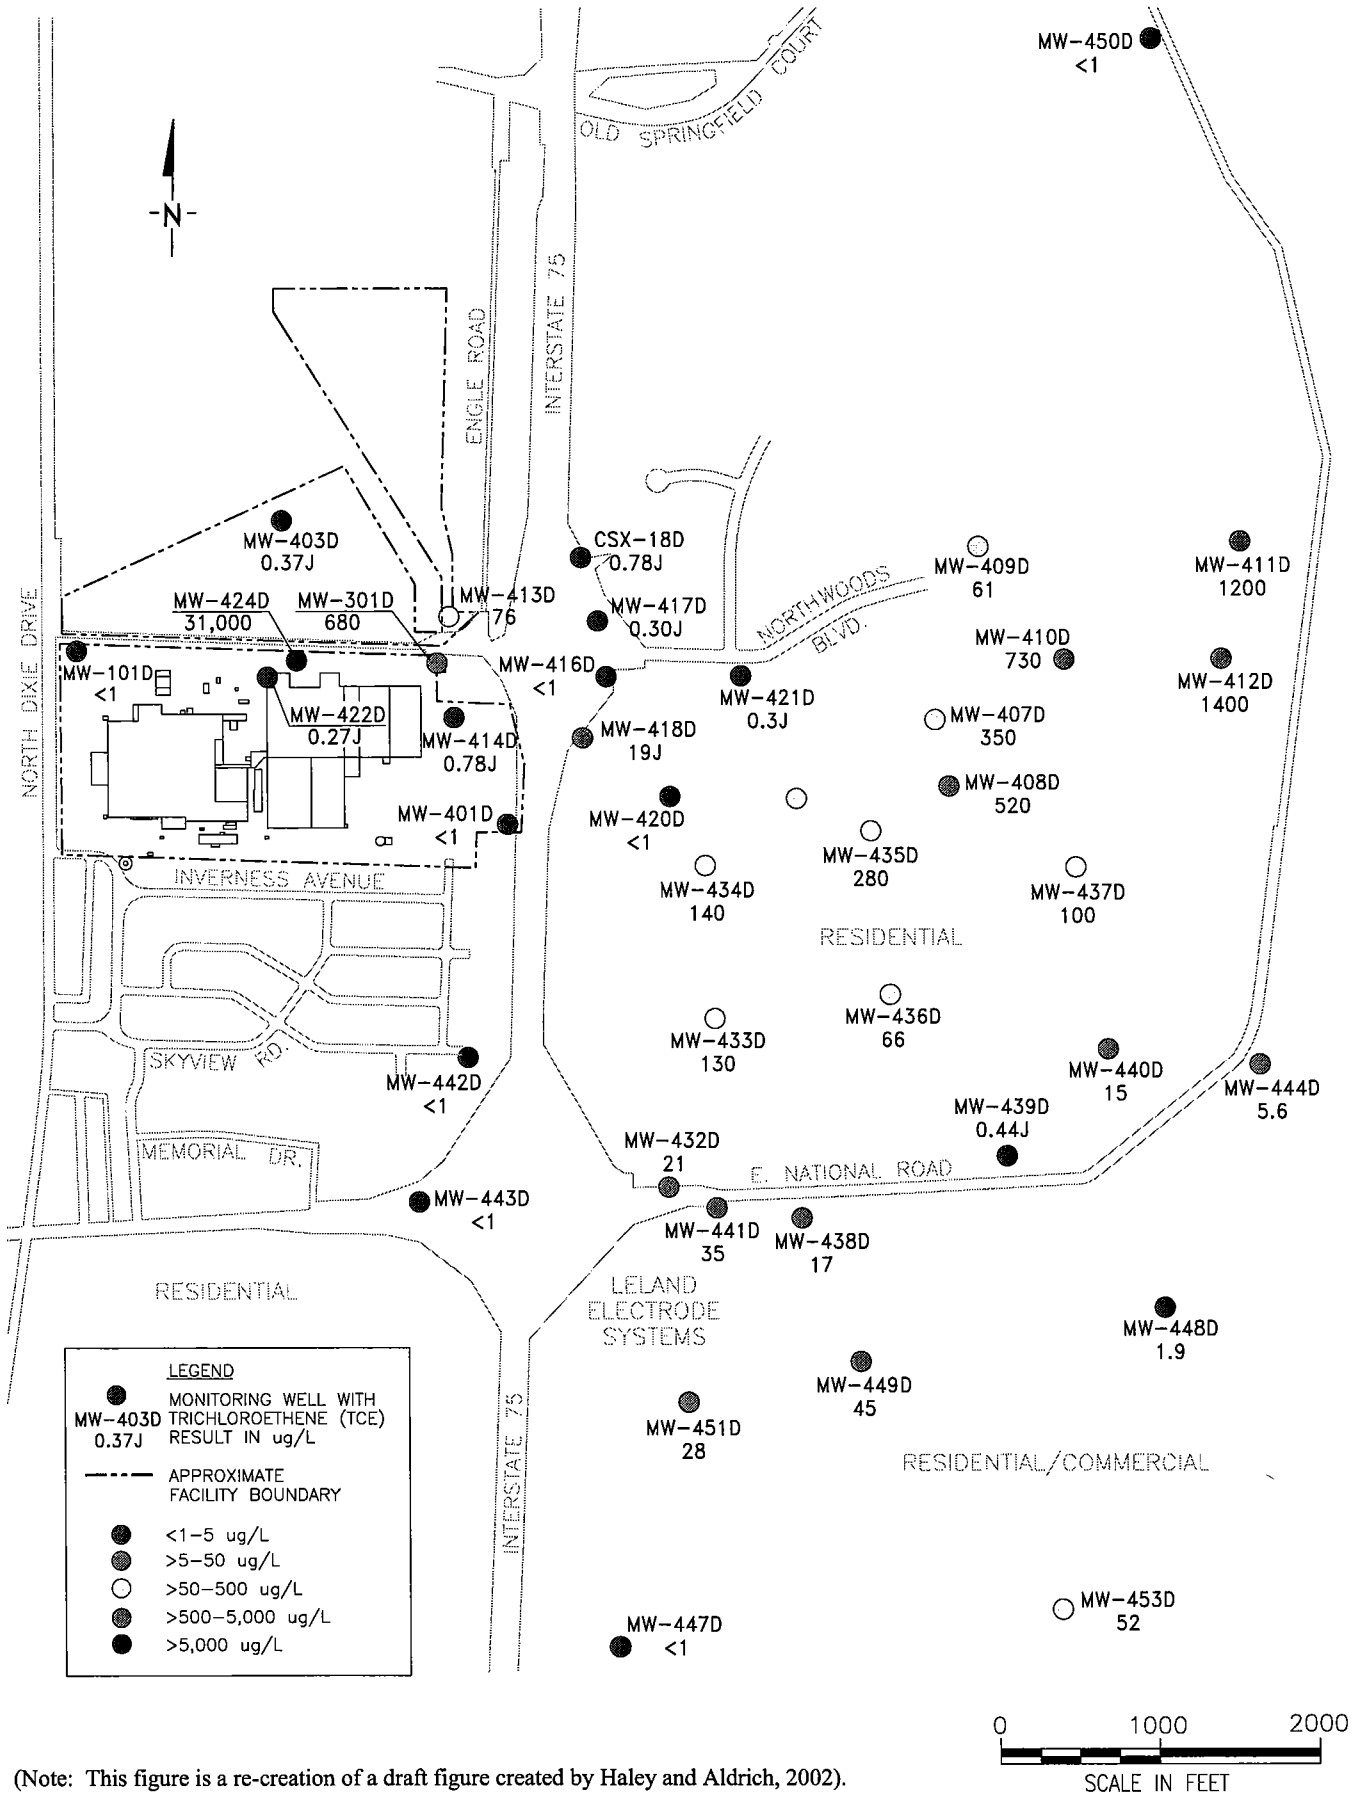 MW-450D
<1
OLD SPRINGFIELD COURT
-N-
ENGLE ROAD
INTERSTATE 75
MW-403D
0.37J
CSX-18D
0.78J
MW-409D
61
MW-411D
1200
NORTH DIXIE DRIVE
MW-424D
31,000
MW-301D
680
MW-413D
76
MW-417D
0.30J
NORTHWOODS
BLVD.
MW-410D
730
MW-412D
1400
MW-101D
<1
MW-416D
<1
MW-421D
0.3J
MW-422D
0.27J
MW-414D
0.78J
MW-418D
19J
MW-407D
350
MW-408D
520
MW-401D
<1
MW-420D
<1
MW-435D
280
MW-434D
140
MW-437D
100
INVERNESS AVENUE
RESIDENTIAL
MW-436D
66
MW-433D
130
SKYVIEW RD.
MW-442D
<1
MW-440D
15
MW-444D
5.6
MW-439D
0.44J
MEMORIAL DR.
MW-432D
21
E. NATIONAL ROAD
MW-443D
<1
MW-441D
35
MW-438D
17
RESIDENTIAL
LELAND
ELECTRODE
SYSTEMS
MW-448D
1.9
MW-449D
45
MW-451D
28
INTERSTATE 75
RESIDENTIAL/COMMERCIAL
LEGEND
MW-403D
0.37J
MONITORING WELL WITH
TRICHLOROETHENE (TCE)
RESULT IN ug/L
APPROXIMATE
FACILITY BOUNDARY
<1-5 ug/L
>5-50 ug/L
>50-500 ug/L
>500-5,000 ug/L
>5,000 ug/L
MW-447D
<1
MW-453D
52
0 1000 2000
SCALE IN FEET
(Note: This figure is a re-creation of a draft figure created by Haley and Aldrich, 2002).